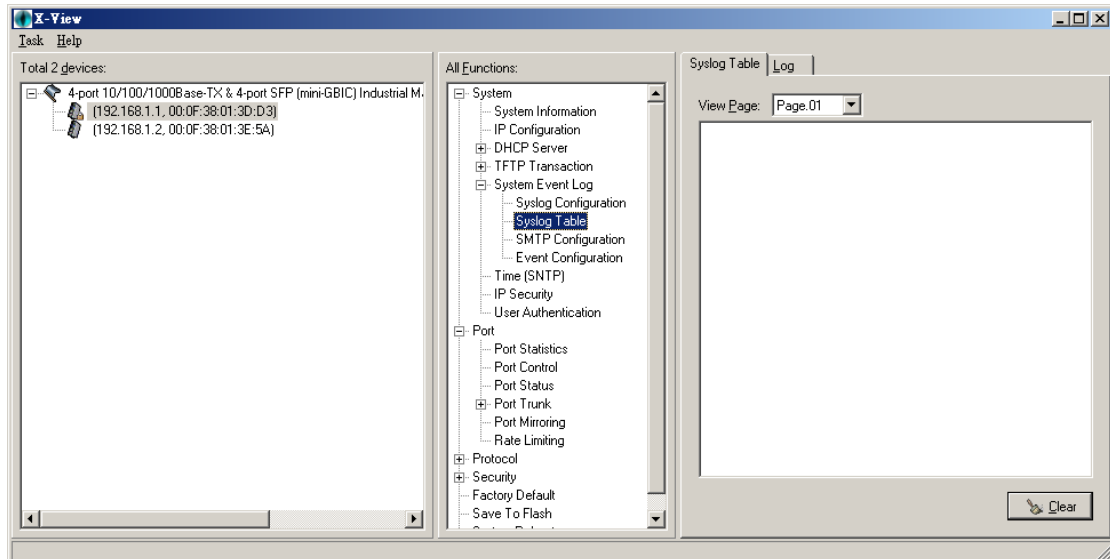 X-View
Task Help
Total 2 devices:
4-port 10/100/1000Base-TX & 4-port SFP (mini-GBIC) Industrial M
(192.168.1.1, 00:0F:38:01:3D:D3)
(192.168.1.2, 00:0F:38:01:3E:5A)
All Functions:
System
System Information
IP Configuration
DHCP Server
TFTP Transaction
System Event Log
Syslog Configuration
Syslog Table
SMTP Configuration
Event Configuration
Time (SNTP)
IP Security
User Authentication
Port
Port Statistics
Port Control
Port Status
Port Trunk
Port Mirroring
Rate Limiting
Protocol
Security
Factory Default
Save To Flash
Syslog Table Log
View Page: Page.01
Clear